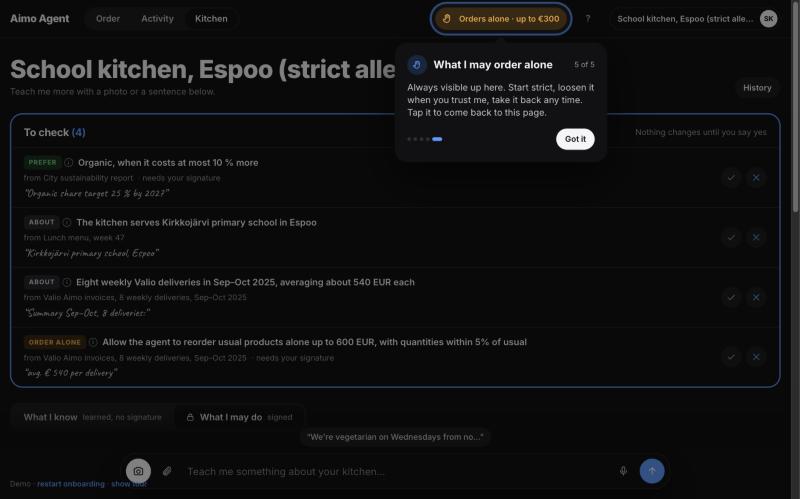 Aimo Agent
Order
Activity
Kitchen
Orders alone · up to €300
?
School kitchen, Espoo (strict alle...
SK
School kitchen, Espoo (strict alle
Teach me more with a photo or a sentence below.
History
What I may order alone
5 of 5
Always visible up here. Start strict, loosen it
when you trust me, take it back any time.
Tap it to come back to this page.
Got it
To check (4)
Nothing changes until you say yes
PREFER Organic, when it costs at most 10 % more
from City sustainability report · needs your signature
"Organic share target 25 % by 2027"
ABOUT The kitchen serves Kirkkojärvi primary school in Espoo
from Lunch menu, week 47
"Kirkkojärvi primary school, Espoo"
ABOUT Eight weekly Valio deliveries in Sep–Oct 2025, averaging about 540 EUR each
from Valio Aimo invoices, 8 weekly deliveries, Sep–Oct 2025
"Summary Sep–Oct, 8 deliveries:"
ORDER ALONE Allow the agent to reorder usual products alone up to 600 EUR, with quantities within 5% of usual
from Valio Aimo invoices, 8 weekly deliveries, Sep–Oct 2025 · needs your signature
"avg. € 540 per delivery"
What I know learned, no signature
What I may do signed
"We're vegetarian on Wednesdays from no..."
Teach me something about your kitchen...
Demo · restart onboarding · show tour